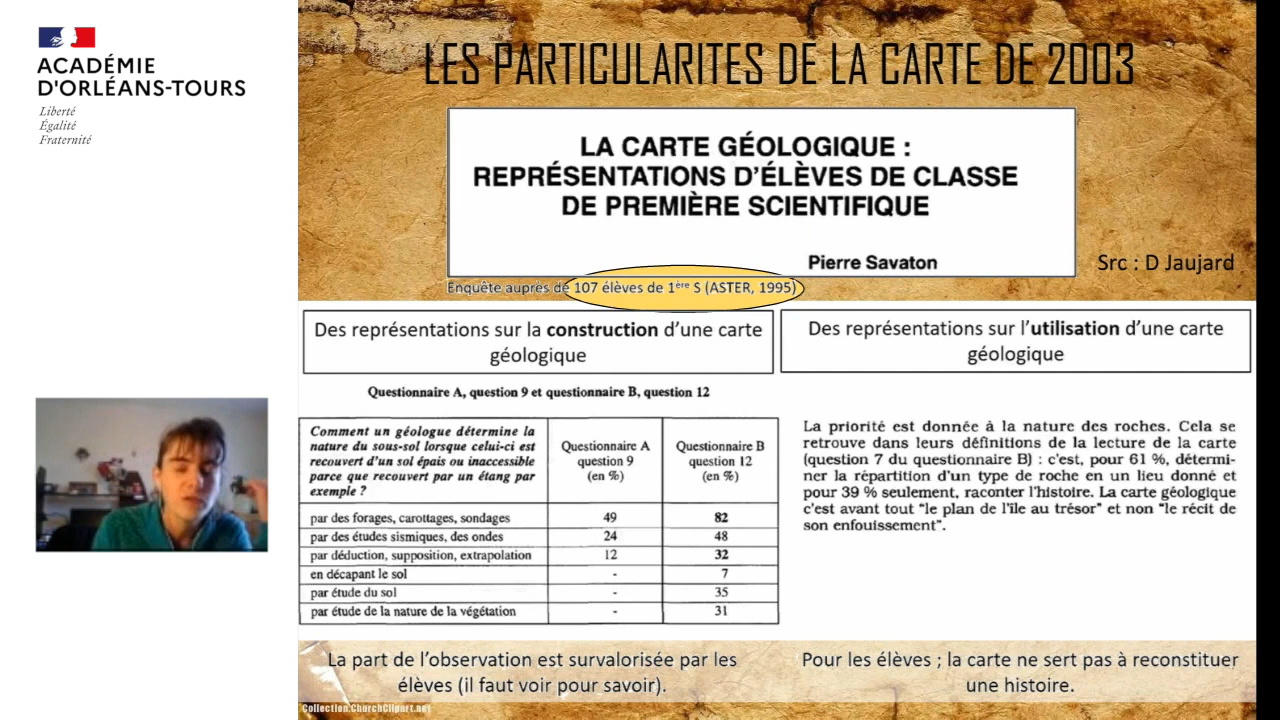 ACADÉMIE
D'ORLÉANS-TOURS
Liberté
Égalité
Fraternité
LES PARTICULARITES DE LA CARTE DE 2003
LA CARTE GÉOLOGIQUE :
REPRÉSENTATIONS D'ÉLÈVES DE CLASSE
DE PREMIÈRE SCIENTIFIQUE
Pierre Savaton
Src : D Jaujard
Enquête auprès de 107 élèves de 1ère S (ASTER, 1995)
Des représentations sur la construction d'une carte
géologique
Des représentations sur l'utilisation d'une carte
géologique
Questionnaire A, question 9 et questionnaire B, question 12
Comment un géologue détermine la
nature du sous-sol lorsque celui-ci est
recouvert d'un sol épais ou inaccessible
parce que recouvert par un étang par
exemple ?
Questionnaire A
question 9
(en %)
Questionnaire B
question 12
(en %)
par des forages, carottages, sondages 49 82
par des études sismiques, des ondes 24 48
par déduction, supposition, extrapolation 12 32
en décapant le sol - 7
par étude du sol - 35
par étude de la nature de la végétation - 31
La priorité est donnée à la nature des roches. Cela se
retrouve dans leurs définitions de la lecture de la carte
(question 7 du questionnaire B) : c'est, pour 61 %, détermi-
ner la répartition d'un type de roche en un lieu donné et
pour 39 % seulement, raconter l'histoire. La carte géologique
c'est avant tout "le plan de l'île au trésor" et non "le récit de
son enfouissement".
La part de l'observation est survalorisée par les
élèves (il faut voir pour savoir).
Pour les élèves ; la carte ne sert pas à reconstituer
une histoire.
Collection ChurchClipart.net